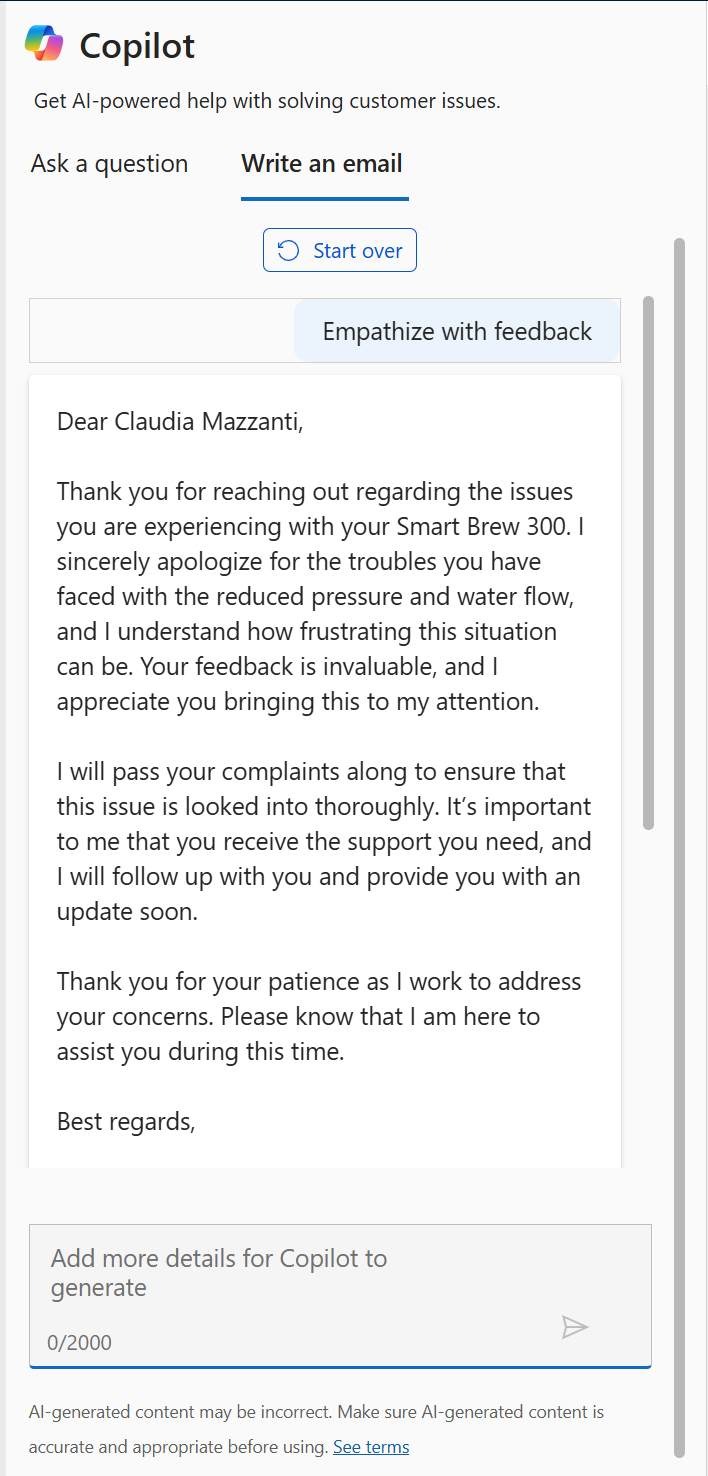 Copilot
Get AI-powered help with solving customer issues.
Ask a question
Write an email
Start over
Empathize with feedback
Dear Claudia Mazzanti,
Thank you for reaching out regarding the issues
you are experiencing with your Smart Brew 300. I
sincerely apologize for the troubles you have
faced with the reduced pressure and water flow,
and I understand how frustrating this situation
can be. Your feedback is invaluable, and I
appreciate you bringing this to my attention.
I will pass your complaints along to ensure that
this issue is looked into thoroughly. It’s important
to me that you receive the support you need, and
I will follow up with you and provide you with an
update soon.
Thank you for your patience as I work to address
your concerns. Please know that I am here to
assist you during this time.
Best regards,
Add more details for Copilot to
generate
0/2000
AI-generated content may be incorrect. Make sure AI-generated content is
accurate and appropriate before using. See terms